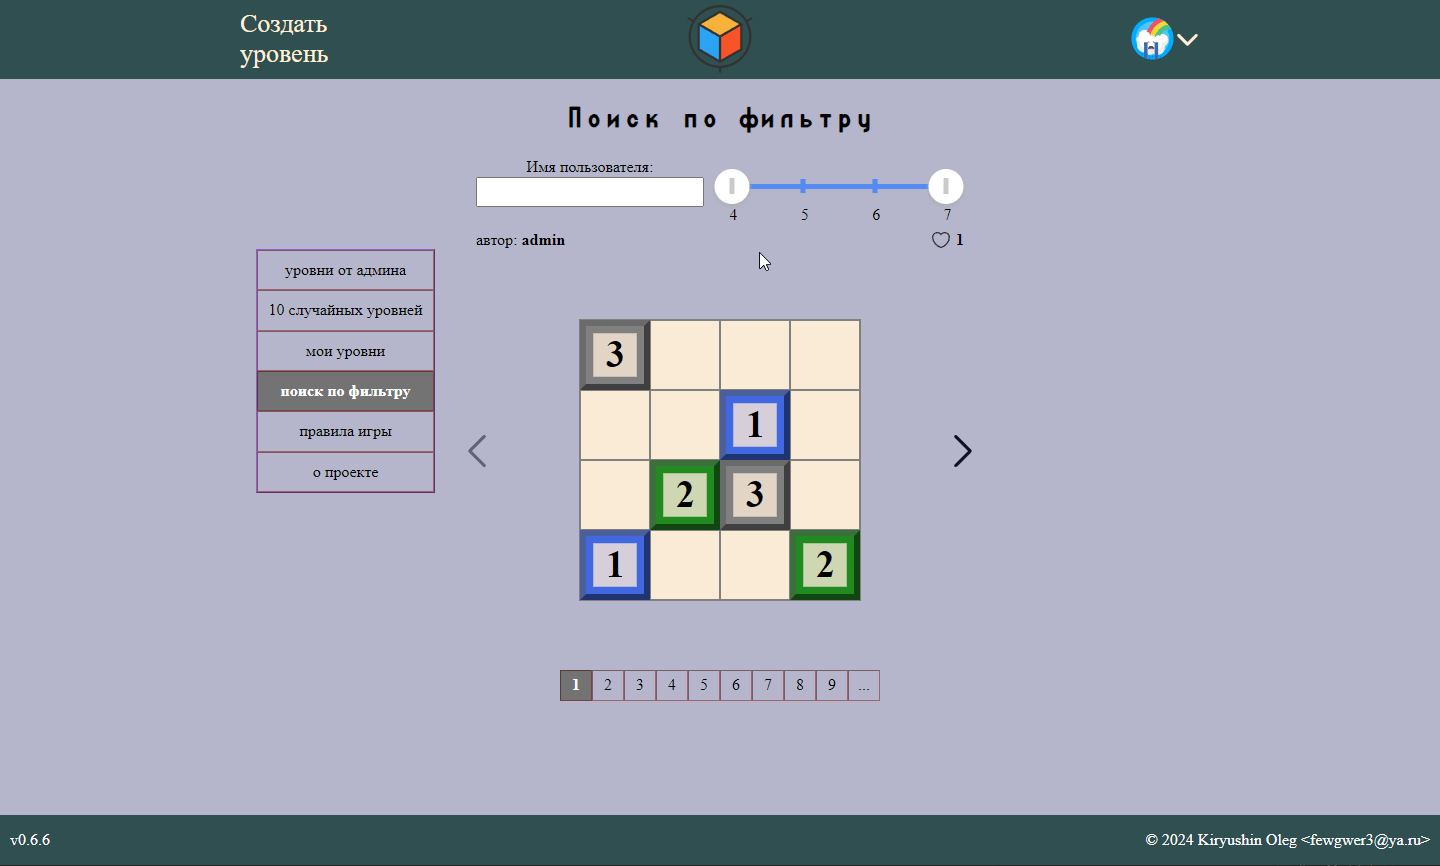 Создать
уровень
Поиск по фильтру
Имя пользователя:
4 5 6 7
автор: admin
1
уровни от админа
10 случайных уровней
мои уровни
поиск по фильтру
правила игры
о проекте
3
1
2 3
1 2
1 2 3 4 5 6 7 8 9 ...
v0.6.6
© 2024 Kiryushin Oleg <fewgwer3@ya.ru>